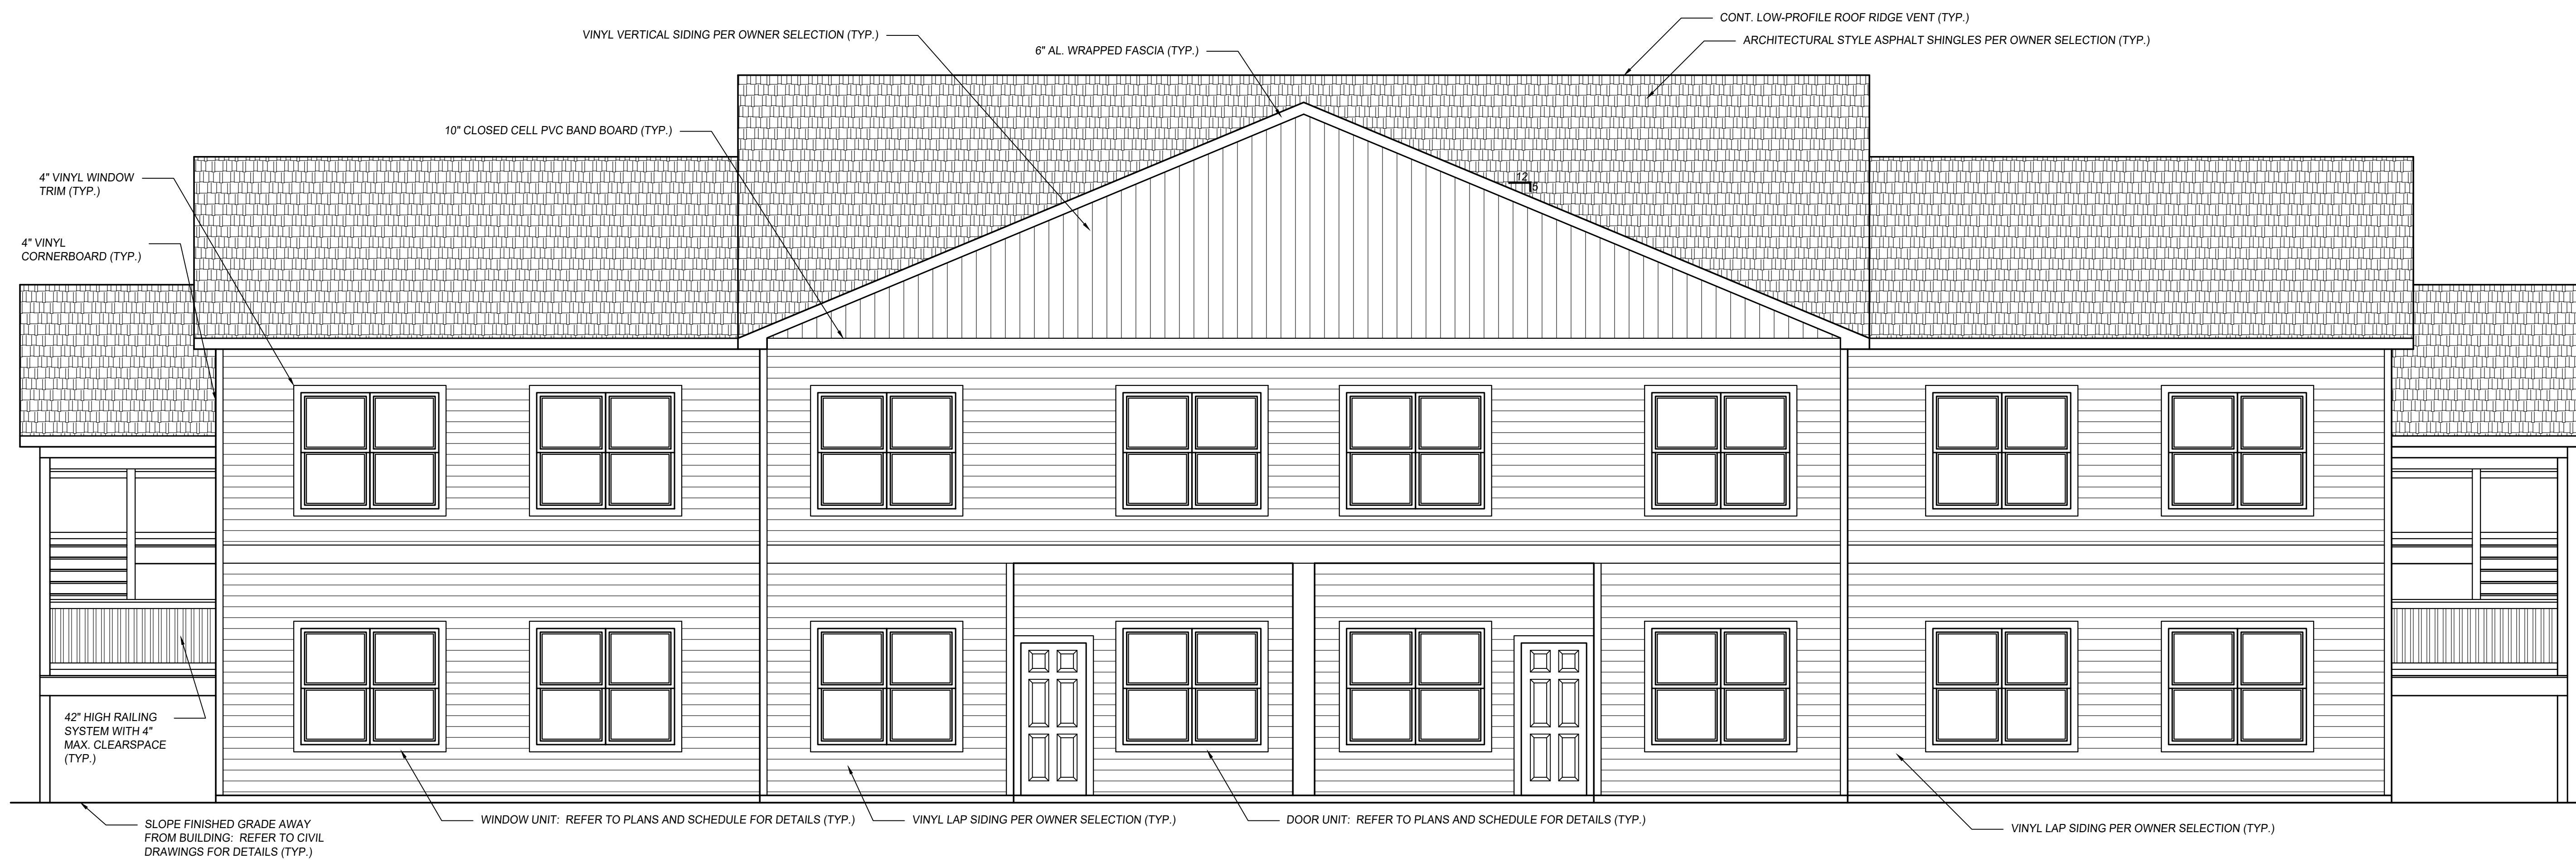 CONT. LOW-PROFILE ROOF RIDGE VENT (TYP.)
VINYL VERTICAL SIDING PER OWNER SELECTION (TYP.)
ARCHITECTURAL STYLE ASPHALT SHINGLES PER OWNER SELECTION (TYP.)
6" AL. WRAPPED FASCIA (TYP.)
10" CLOSED CELL PVC BAND BOARD (TYP.)
4" VINYL WINDOW
TRIM (TYP.)
12
5
4" VINYL
CORNERBOARD (TYP.)
42" HIGH RAILING
SYSTEM WITH 4"
MAX. CLEARSPACE
(TYP.)
SLOPE FINISHED GRADE AWAY
FROM BUILDING: REFER TO CIVIL
DRAWINGS FOR DETAILS (TYP.)
WINDOW UNIT: REFER TO PLANS AND SCHEDULE FOR DETAILS (TYP.)
VINYL LAP SIDING PER OWNER SELECTION (TYP.)
DOOR UNIT: REFER TO PLANS AND SCHEDULE FOR DETAILS (TYP.)
VINYL LAP SIDING PER OWNER SELECTION (TYP.)